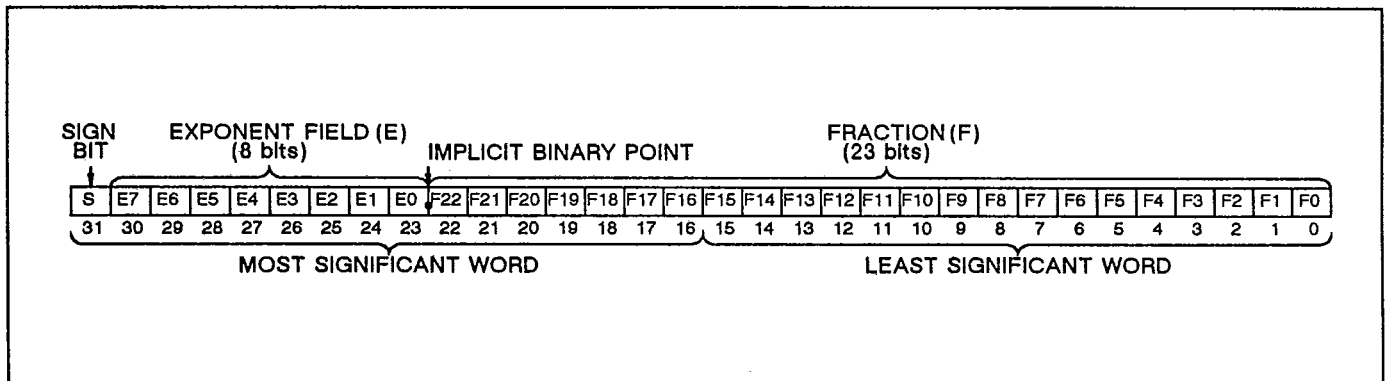 SIGN BIT
EXPONENT FIELD (E)
(8 bits)
IMPLICIT BINARY POINT
FRACTION (F)
(23 bits)
S E7 E6 E5 E4 E3 E2 E1 E0 F22 F21 F20 F19 F18 F17 F16 F15 F14 F13 F12 F11 F10 F9 F8 F7 F6 F5 F4 F3 F2 F1 F0
31 30 29 28 27 26 25 24 23 22 21 20 19 18 17 16 15 14 13 12 11 10 9 8 7 6 5 4 3 2 1 0
MOST SIGNIFICANT WORD
LEAST SIGNIFICANT WORD